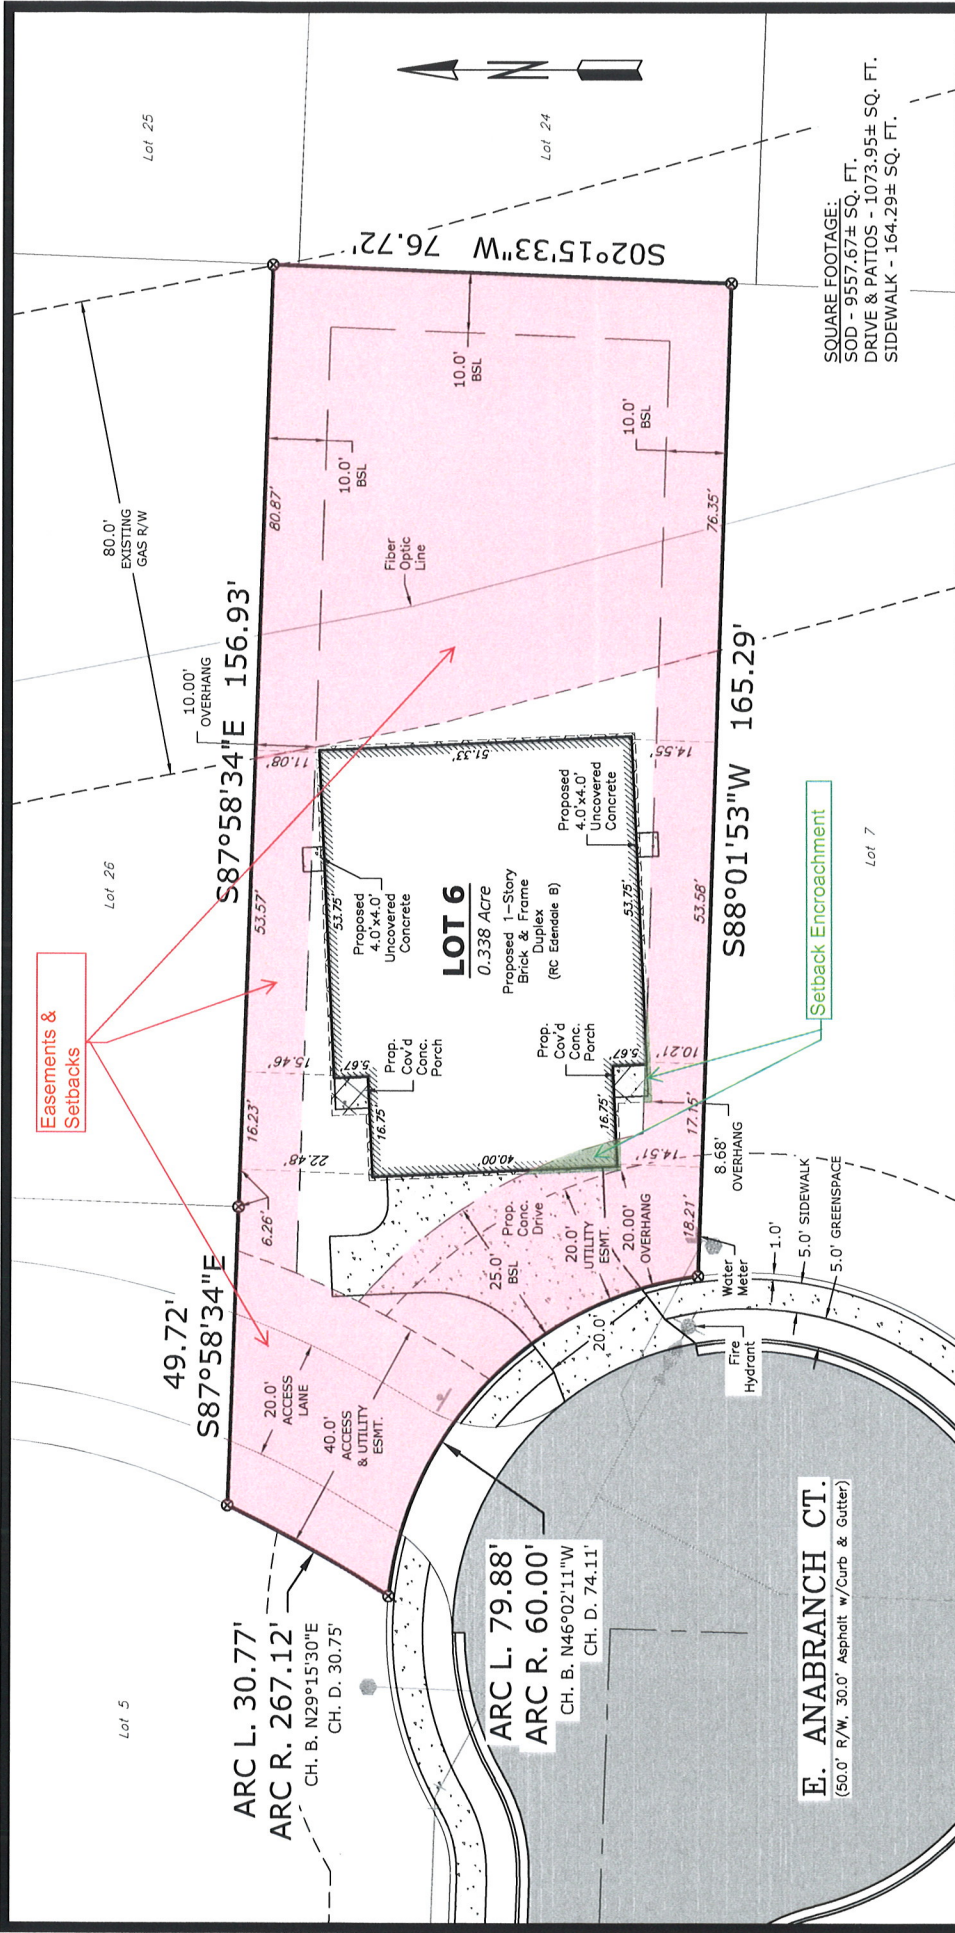 Lot 5
Lot 26
Lot 25
Lot 24
Lot 7
N
Easements &
Setbacks
Setback Encroachment
80.0'
EXISTING
GAS R/W
S87°58'34"E 156.93'
49.72'
S87°58'34"E
S02°15'33"W 76.72'
S88°01'53"W 165.29'
10.00'
OVERHANG
80.87'
53.57'
16.23'
6.26'
11.08'
15.46'
22.48'
10.0'
BSL
10.0'
BSL
10.0'
BSL
Fiber
Optic
Line
76.35'
53.58'
17.15'
18.21'
14.55'
10.21'
14.51'
51.33'
53.75'
53.75'
9.67
9.67
16.75'
16.75'
40.00'
LOT 6
0.338 Acre
Proposed 1-Story
Brick & Frame
Duplex
(RC Edendale B)
Proposed
4.0'x4.0'
Uncovered
Concrete
Proposed
4.0'x4.0'
Uncovered
Concrete
Prop.
Cov'd
Conc.
Porch
Prop.
Cov'd
Conc.
Porch
Prop.
Conc.
Drive
25.0'
BSL
20.0'
UTILITY
ESMT.
20.00'
OVERHANG
8.68'
OVERHANG
20.0'
ACCESS
LANE
40.0'
ACCESS
& UTILITY
ESMT.
20.0'
Water
Meter
Fire
Hydrant
1.0'
5.0' SIDEWALK
5.0' GREENSPACE
ARC L. 30.77'
ARC R. 267.12'
CH. B. N29°15'30"E
CH. D. 30.75'
ARC L. 79.88'
ARC R. 60.00'
CH. B. N46°02'11"W
CH. D. 74.11'
E. ANABRANCH CT.
(50.0' R/W, 30.0' Asphalt w/Curb & Gutter)
SQUARE FOOTAGE:
SOD - 9557.67± SQ. FT.
DRIVE & PATIOS - 1073.95± SQ. FT.
SIDEWALK - 164.29± SQ. FT.